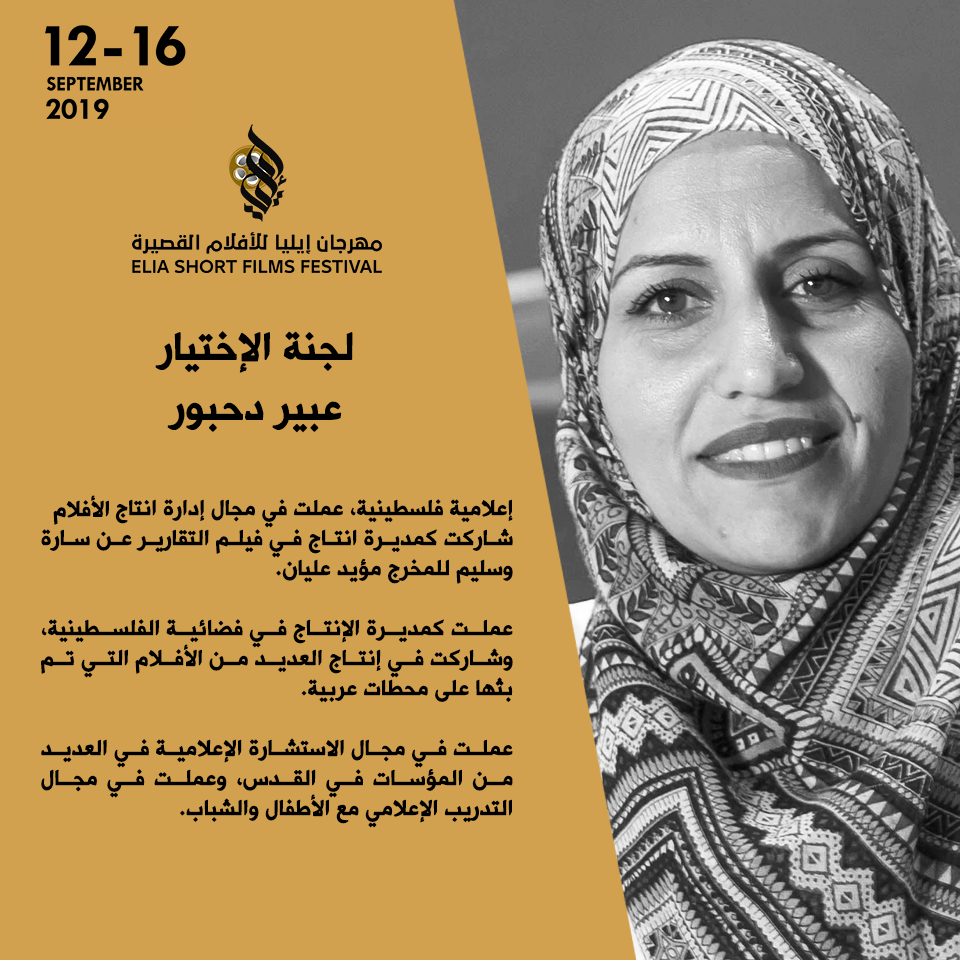 12-16
SEPTEMBER
2019
مهرجان إيليا للأفلام القصيرة
ELIA SHORT FILMS FESTIVAL
لجنة الإختيار
عبير دحبور
إعلامية فلسطينية، عملت في مجال إدارة انتاج الأفلام
شاركت كمديرة انتاج في فيلم التقارير عن سارة
وسليم للمخرج مؤيد عليان.
عملت كمديرة الإنتاج في فضائية الفلسطينية،
وشاركت في إنتاج العديد من الأفلام التي تم
بثها على محطات عربية.
عملت في مجال الاستشارة الإعلامية في العديد
من المؤسات في القدس، وعملت في مجال
التدريب الإعلامي مع الأطفال والشباب.